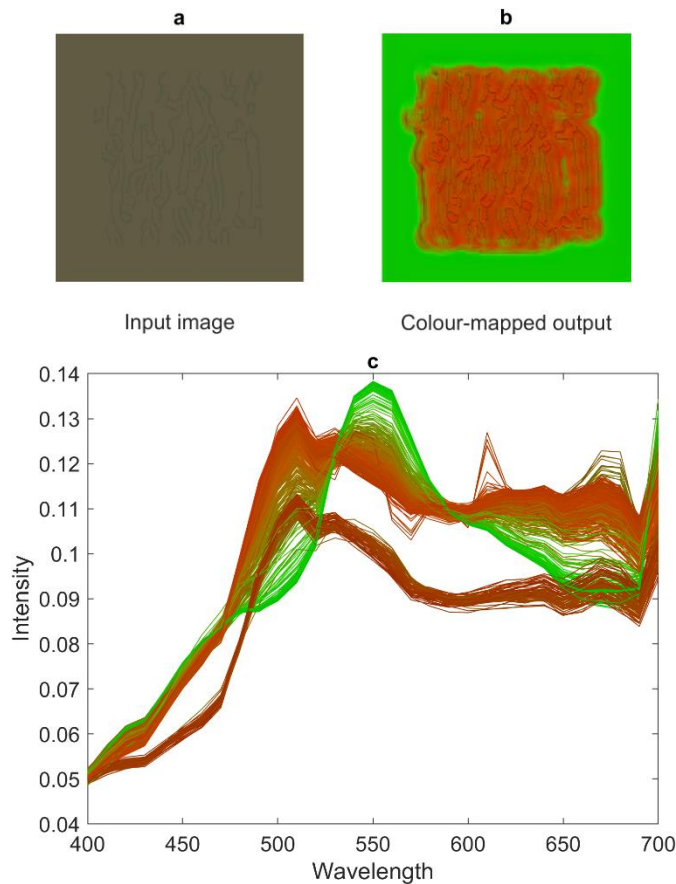 a
b
Input image
Colour-mapped output
c
0.14
0.13
0.12
0.11
0.1
0.09
0.08
0.07
0.06
0.05
0.04
Intensity
400 450 500 550 600 650 700
Wavelength